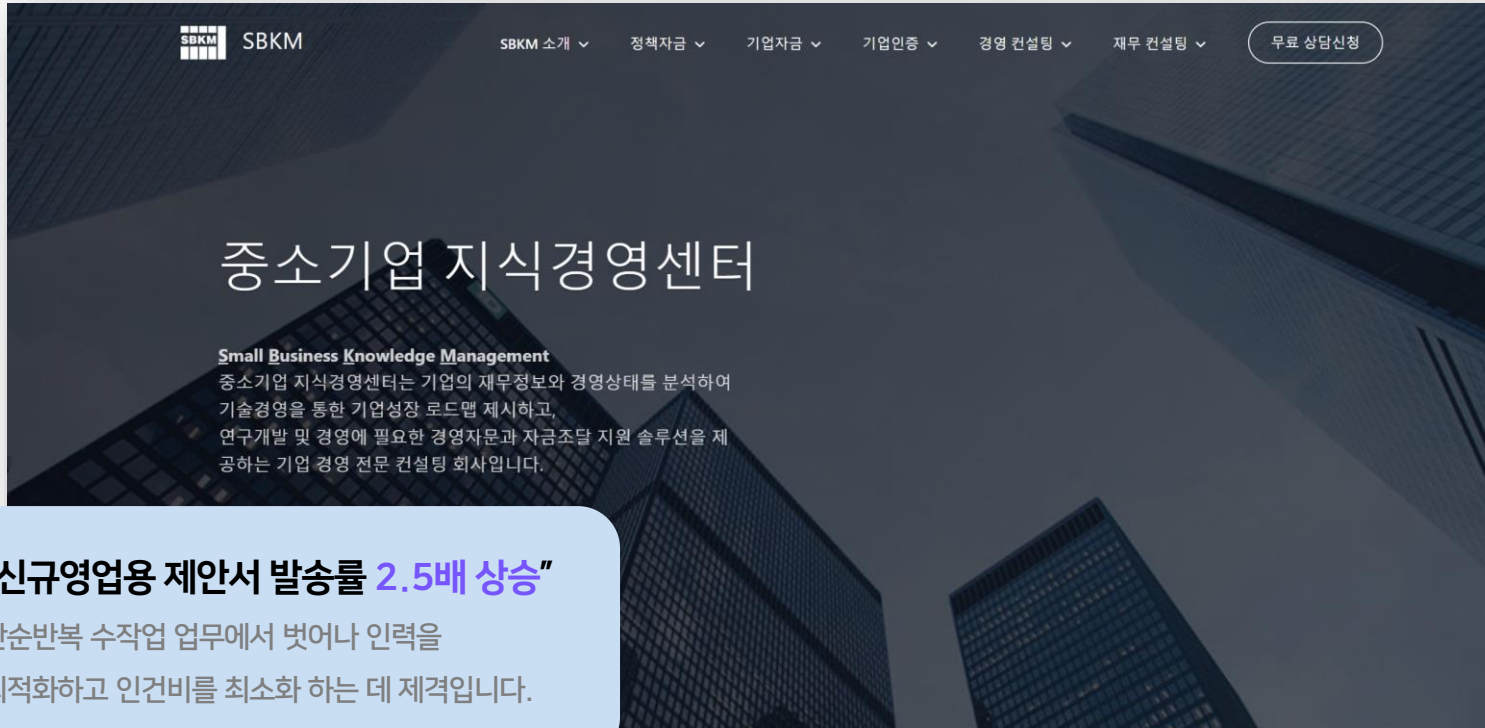 SBKM
SBKM
SBKM 소개
정책자금
기업자금
기업인증
경영 컨설팅
재무 컨설팅
무료 상담신청
중소기업 지식경영센터
Small Business Knowledge Management
중소기업 지식경영센터는 기업의 재무정보와 경영상태를 분석하여
기술경영을 통한 기업성장 로드맵 제시하고,
연구개발 및 경영에 필요한 경영자문과 자금조달 지원 솔루션을 제
공하는 기업 경영 전문 컨설팅 회사입니다.
신규영업용 제안서 발송률 2.5배 상승"
단순반복 수작업 업무에서 벗어나 인력을
최적화하고 인건비를 최소화 하는 데 제격입니다.